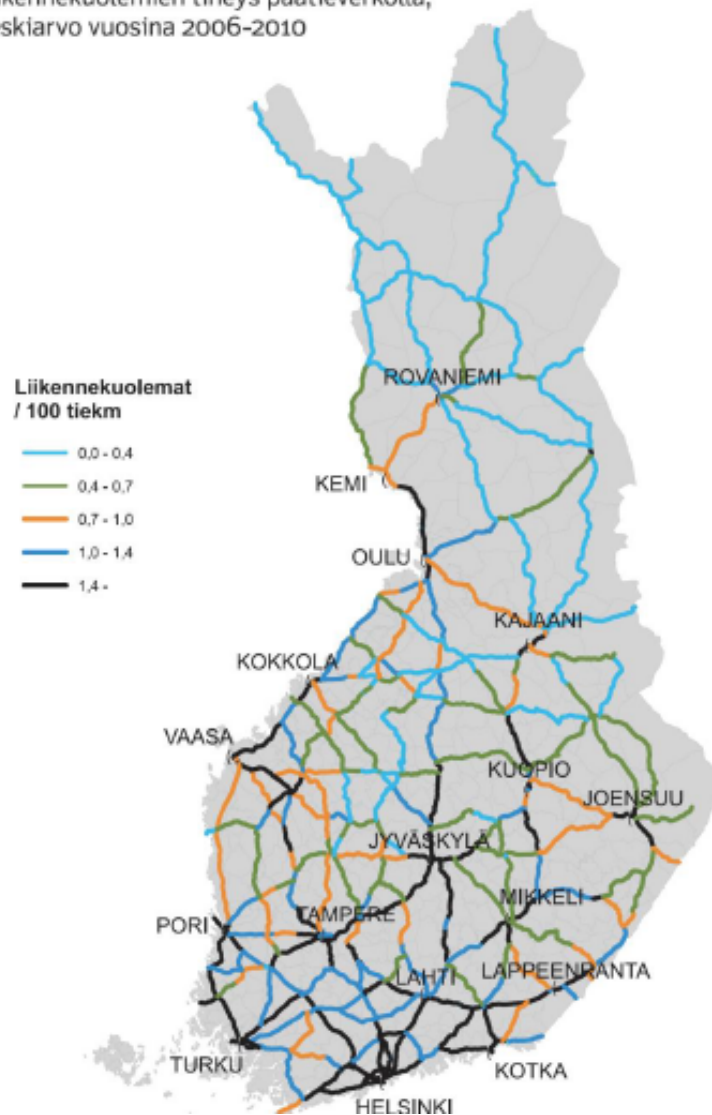 tiheys päätieverkolla,
vuosina 2006-2010
Liikennekuolemat
/ 100 tiekm
0,0 - 0,4
0,4 - 0,7
0,7 - 1,0
1,0 - 1,4
1,4 -
ROVANIEMI
KEMI
OULU
KAJAANI
KOKKOLA
VAASA
KUOPIO
JOENSUU
JYVÄSKYLÄ
MIKKELI
PORI
TAMPERE
LAHTI
LAPPEENRANTA
TURKU
KOTKA
HELSINKI